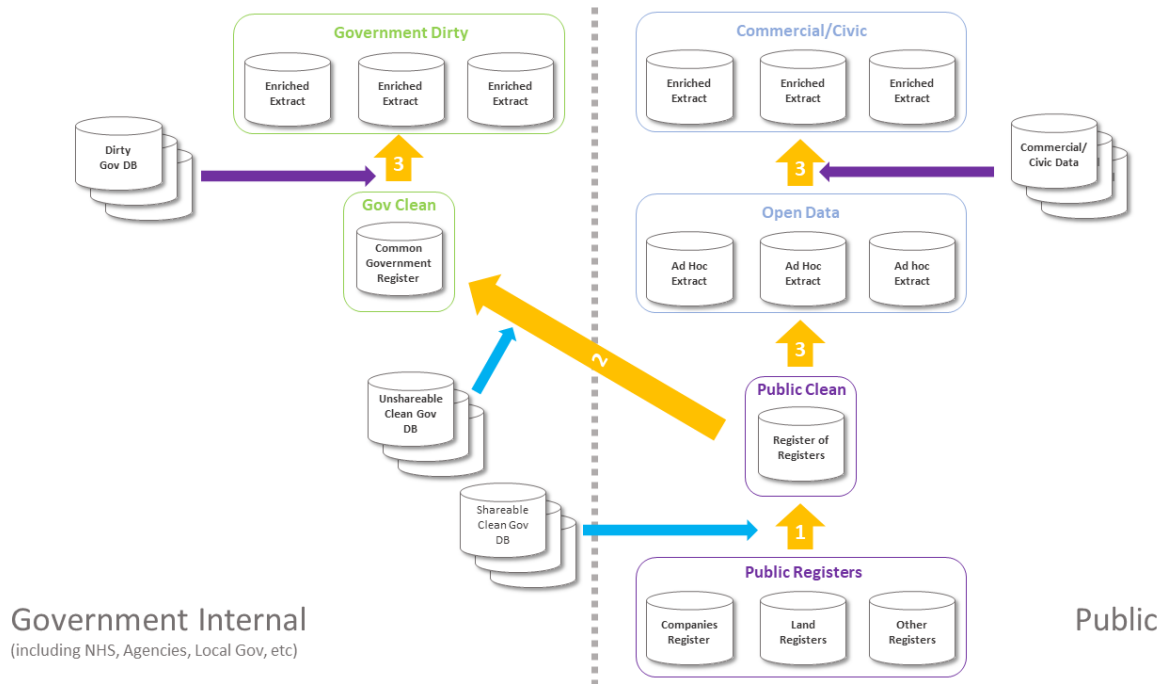 Government Dirty
Enriched
Extract
Enriched
Extract
Enriched
Extract
Commercial/Civic
Enriched
Extract
Enriched
Extract
Enriched
Extract
Dirty
Gov DB
3
Commercial/
Civic Data
3
Gov Clean
Common
Government
Register
Open Data
Ad Hoc
Extract
Ad Hoc
Extract
Ad hoc
Extract
2
3
Unshareable
Clean Gov
DB
Public Clean
Register of
Registers
Shareable
Clean Gov
DB
1
Public Registers
Companies
Register
Land
Registers
Other
Registers
Government Internal
(including NHS, Agencies, Local Gov, etc)
Public